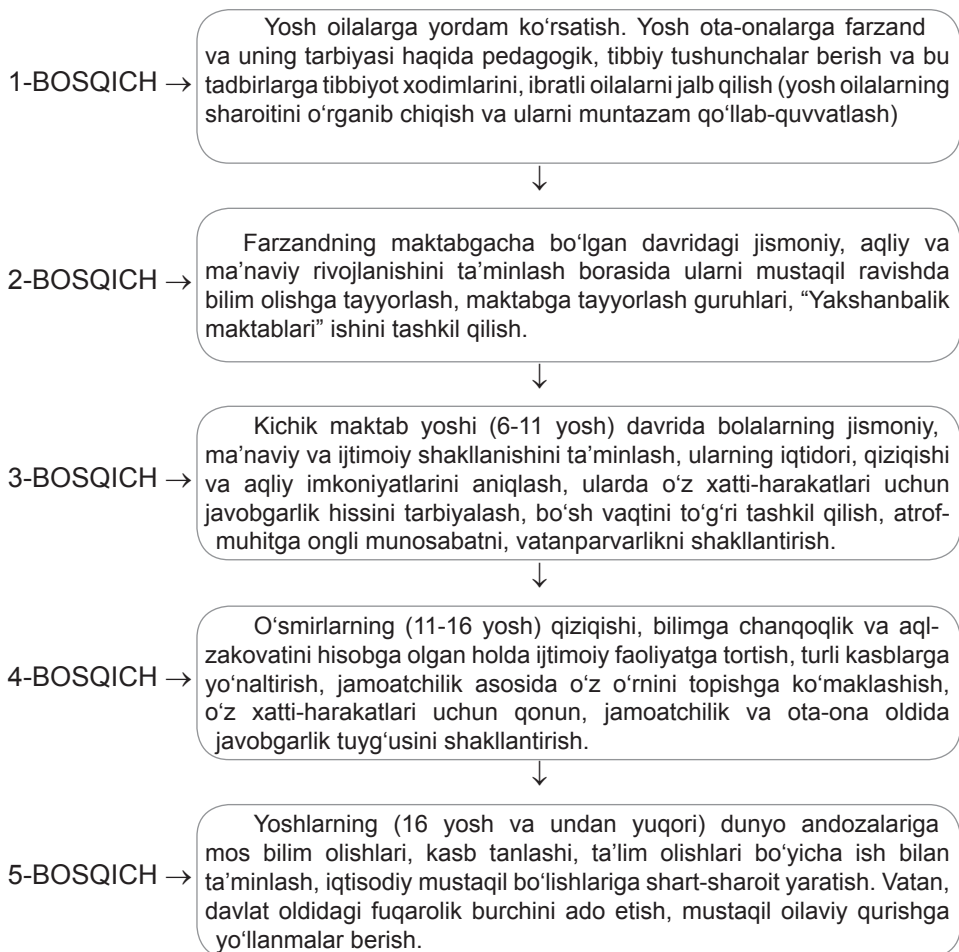 Yosh oilalarga yordam ko‘rsatish. Yosh ota-onalarga farzand
va uning tarbiyasi haqida pedagogik, tibbiy tushunchalar berish va bu
1-BOSQICH → tadbirlarga tibbiyot xodimlarini, ibratli oilalarni jalb qilish (yosh oilalarning
sharoitini o‘rganib chiqish va ularni muntazam qo‘llab-quvvatlash)
↓
Farzandning maktabgacha bo‘lgan davridagi jismoniy, aqliy va
2-BOSQICH → ma’naviy rivojlanishini ta’minlash borasida ularni mustaqil ravishda
bilim olishga tayyorlash, maktabga tayyorlash guruhlari, “Yakshanbalik
maktablari” ishini tashkil qilish.
↓
Kichik maktab yoshi (6-11 yosh) davrida bolalarning jismoniy,
ma’naviy va ijtimoiy shakllanishini ta’minlash, ularning iqtidori, qiziqishi
3-BOSQICH → va aqliy imkoniyatlarini aniqlash, ularda o‘z xatti-harakatlari uchun
javobgarlik hissini tarbiyalash, bo‘sh vaqtini to‘g‘ri tashkil qilish, atrof-
muhitga ongli munosabatni, vatanparvarlikni shakllantirish.
↓
O‘smirlarning (11-16 yosh) qiziqishi, bilimga chanqoqlik va aql-
zakovatini hisobga olgan holda ijtimoiy faoliyatga tortish, turli kasblarga
4-BOSQICH → yo‘naltirish, jamoatchilik asosida o‘z o‘rnini topishga ko‘maklashish,
o‘z xatti-harakatlari uchun qonun, jamoatchilik va ota-ona oldida
javobgarlik tuyg‘usini shakllantirish.
↓
Yoshlarning (16 yosh va undan yuqori) dunyo andozalariga
mos bilim olishlari, kasb tanlashi, ta’lim olishlari bo‘yicha ish bilan
5-BOSQICH → ta’minlash, iqtisodiy mustaqil bo‘lishlariga shart-sharoit yaratish. Vatan,
davlat oldidagi fuqarolik burchini ado etish, mustaqil oilaviy qurishga
yo‘llanmalar berish.